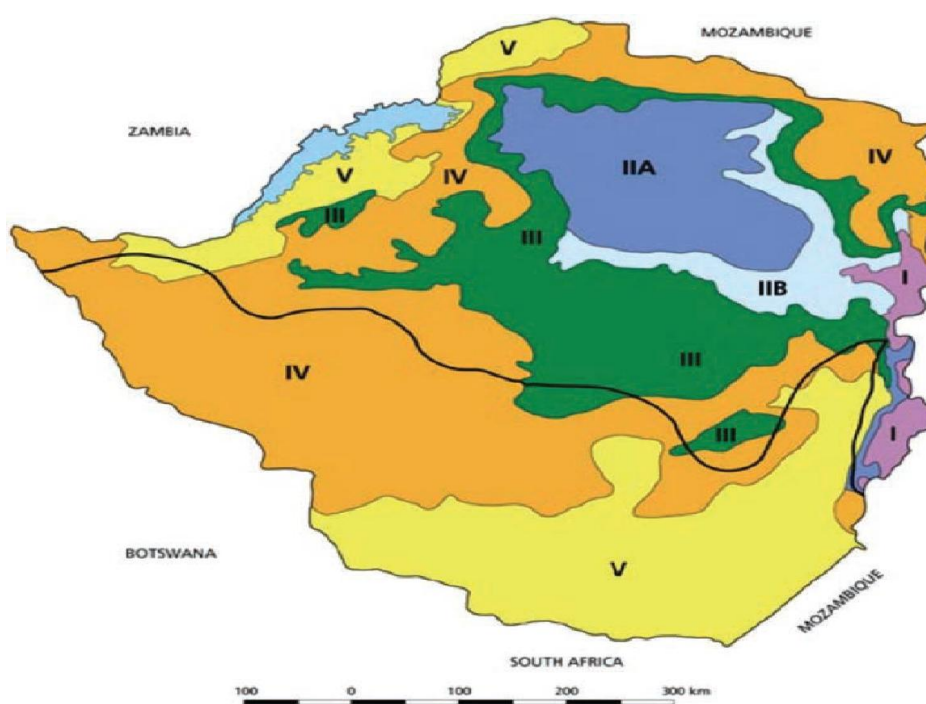 MOZAMBIQUE
V
ZAMBIA
IIA
IV
V
IV
III
III
IIB
I
IV
III
III
I
BOTSWANA
V
MOZAMBIQUE
SOUTH AFRICA
100 0 100 200 300 km